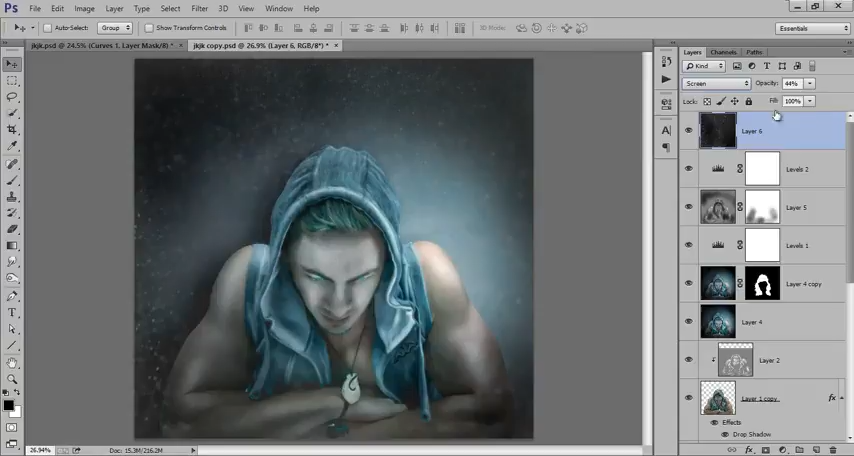 Ps File Edit Image Layer Type Select Filter 3D View Window Help
Auto-Select: Group Show Transform Controls 3D Mode: Essentials
jkjk.psd @ 24.5% (Curves 1, Layer Mask/8) * × jkjk copy.psd @ 26.9% (Layer 6, RGB/8*) * ×
Layers Channels Paths
Kind
Screen Opacity: 44%
Lock: Fill: 100%
Layer 6
Levels 2
Layer 5
Levels 1
Layer 4 copy
Layer 4
Layer 2
Layer 1 copy fx
Effects
Drop Shadow
26.94% Doc: 15.3M/216.2M